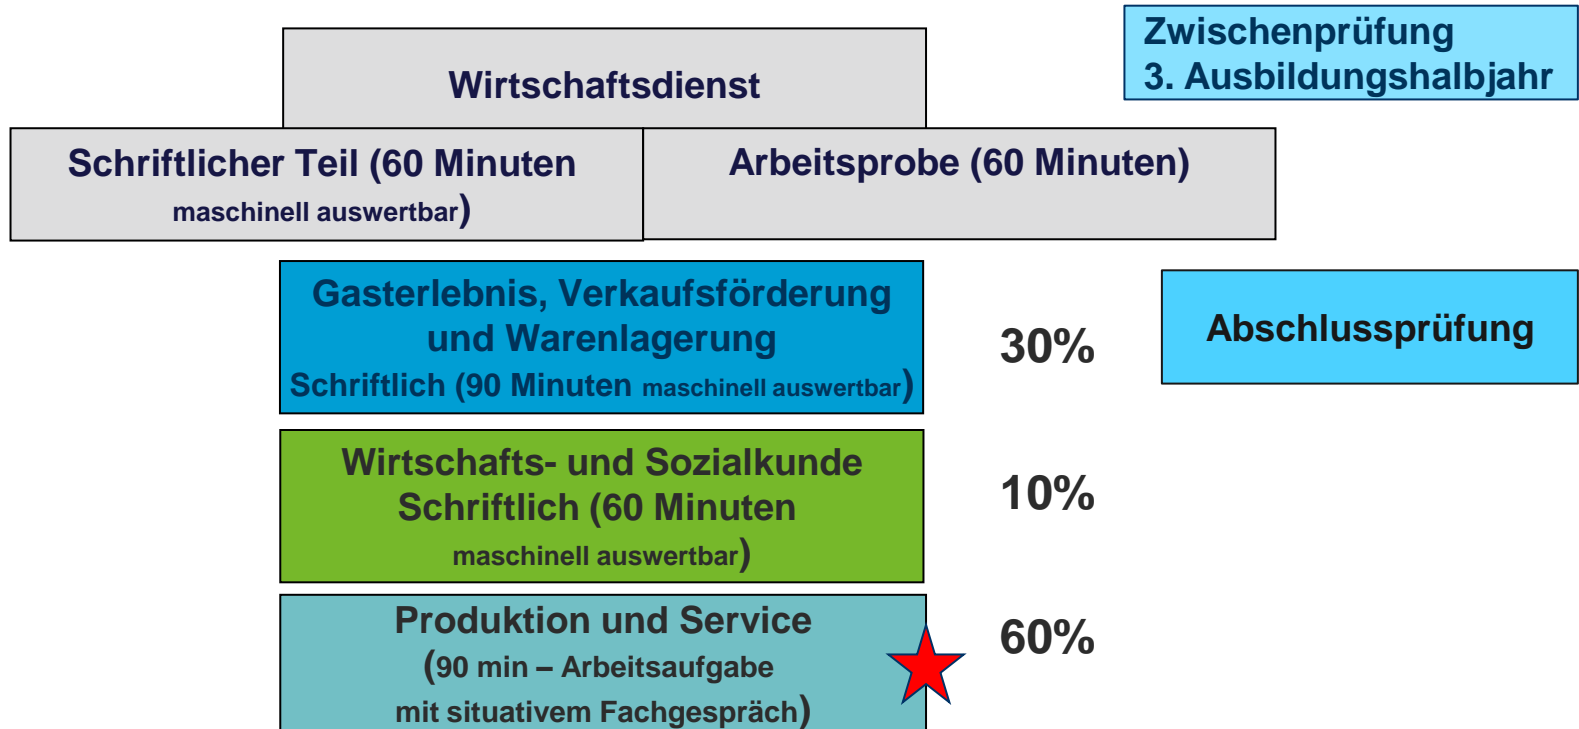 Zwischenprüfung
3. Ausbildungshalbjahr
Wirtschaftsdienst
Schriftlicher Teil (60 Minuten
maschinell auswertbar)
Arbeitsprobe (60 Minuten)
Gasterlebnis, Verkaufsförderung
und Warenlagerung
Schriftlich (90 Minuten maschinell auswertbar)
30%
Abschlussprüfung
Wirtschafts- und Sozialkunde
Schriftlich (60 Minuten
maschinell auswertbar)
10%
Produktion und Service
(90 min – Arbeitsaufgabe
mit situativem Fachgespräch)
60%